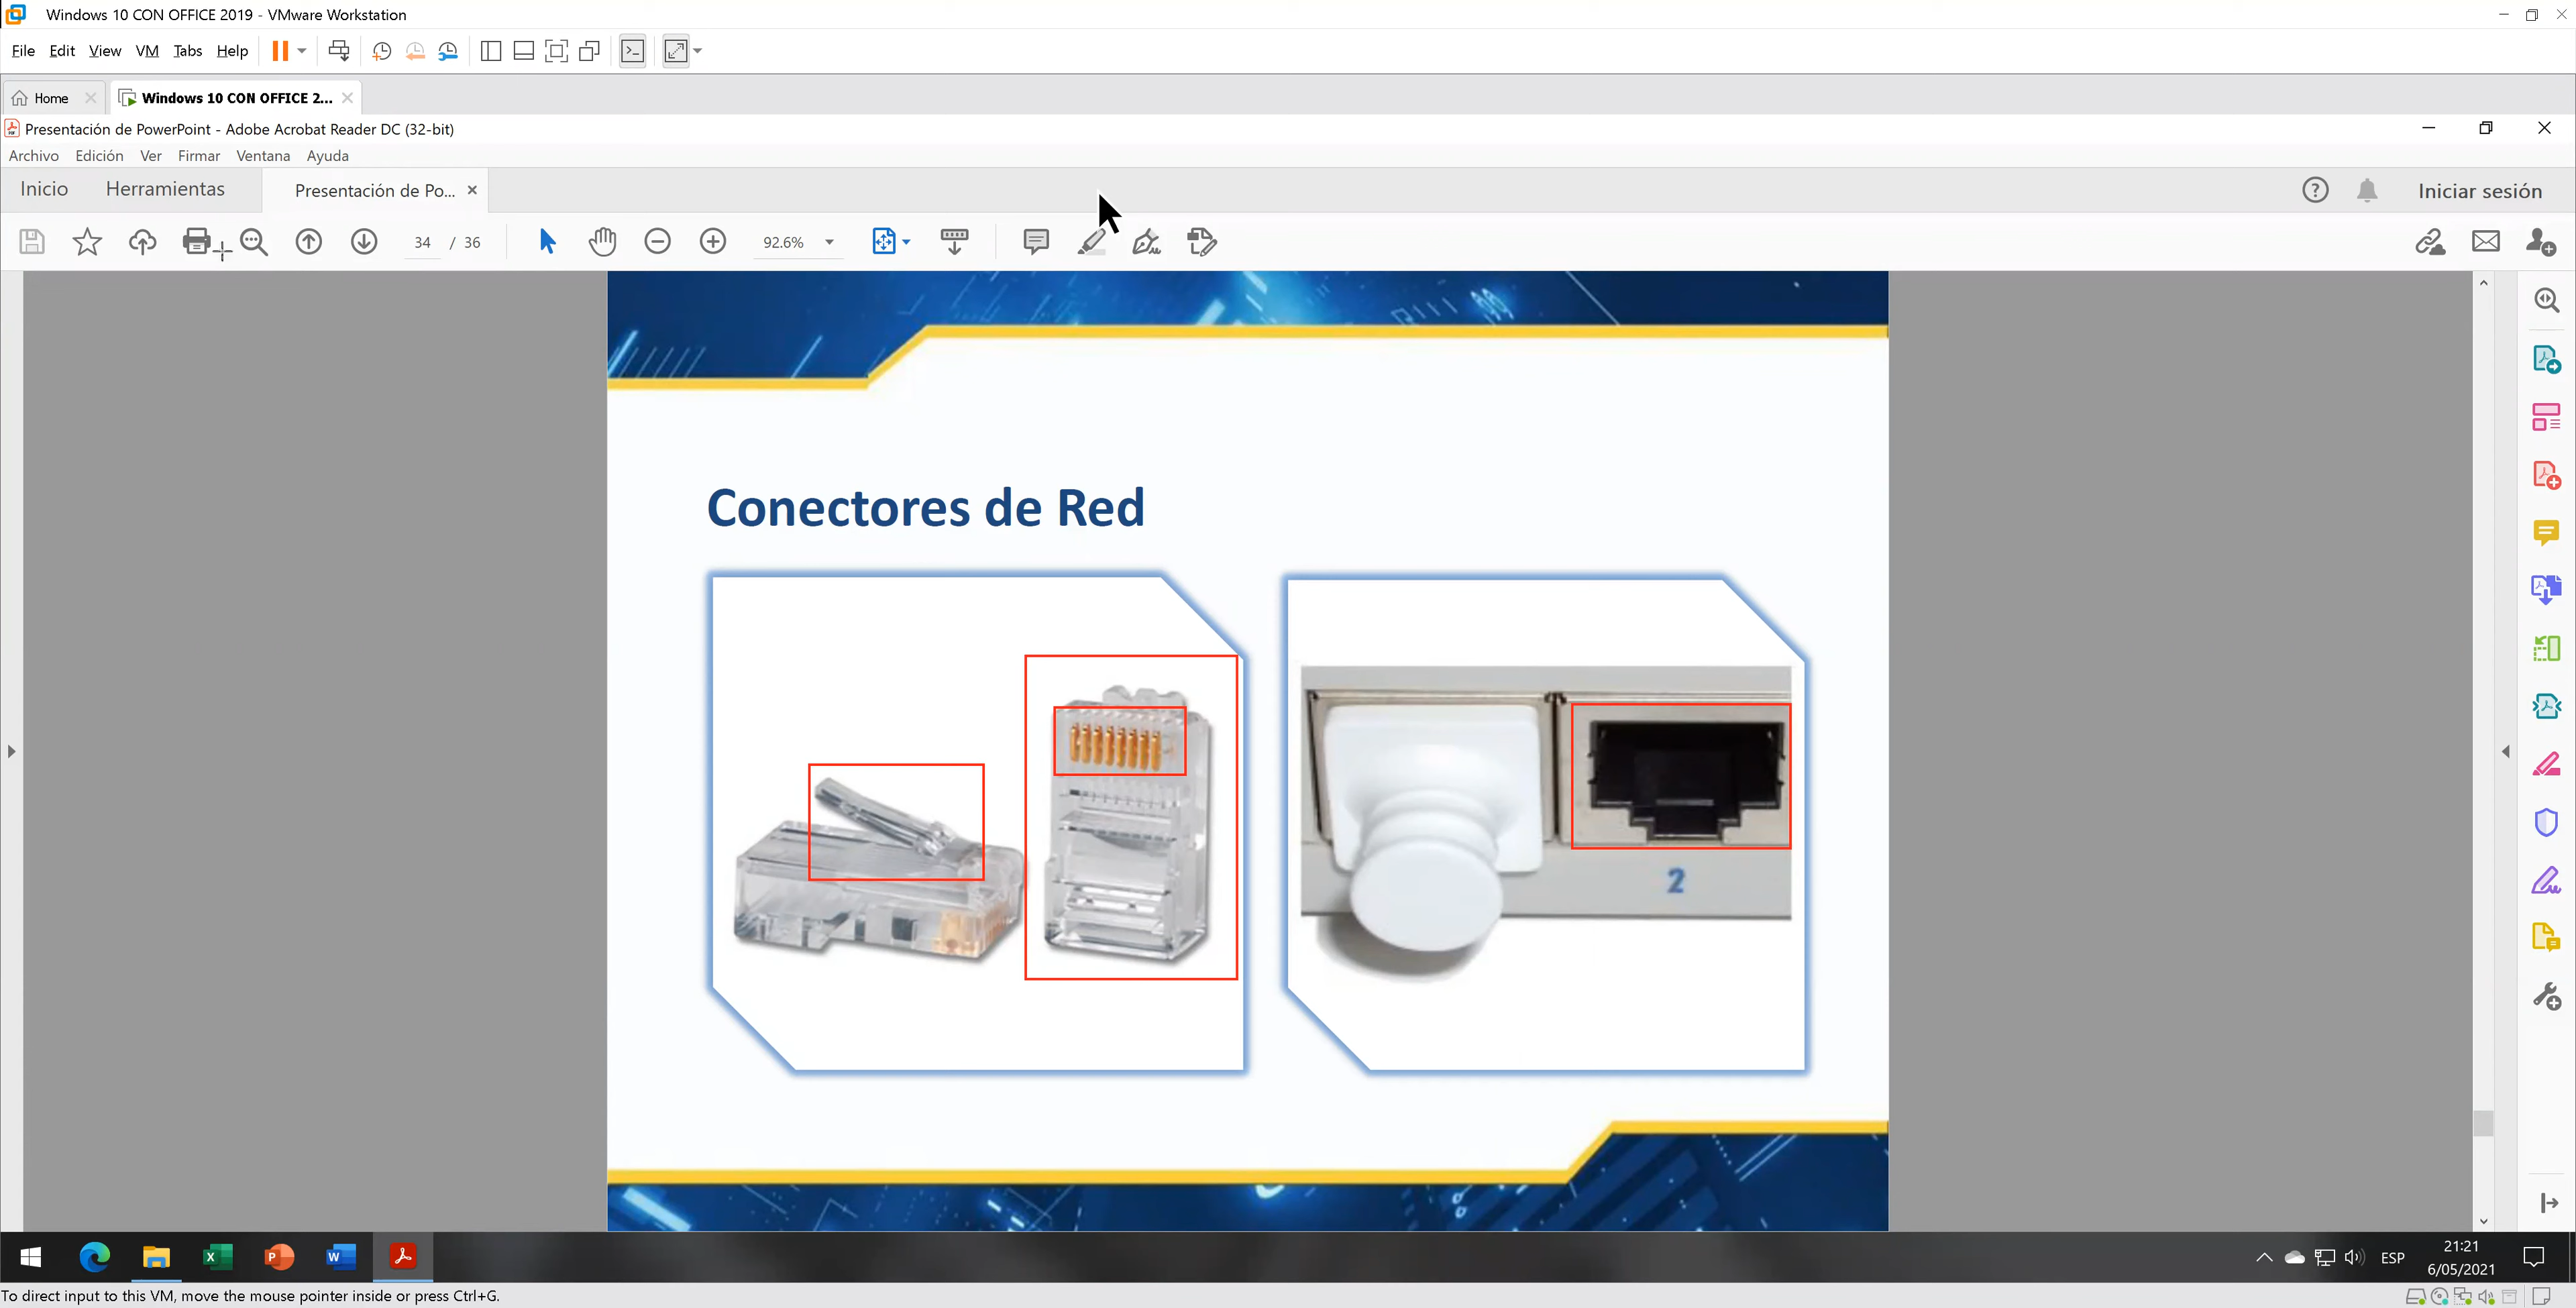 Windows 10 CON OFFICE 2019 - VMware Workstation
File Edit View VM Tabs Help
Home Windows 10 CON OFFICE 2...
Presentación de PowerPoint - Adobe Acrobat Reader DC (32-bit)
Archivo Edición Ver Firmar Ventana Ayuda
Inicio Herramientas Presentación de Po... Iniciar sesión
34 / 36 92.6%
Conectores de Red
2
ESP
21:21
6/05/2021
To direct input to this VM, move the mouse pointer inside or press Ctrl+G.